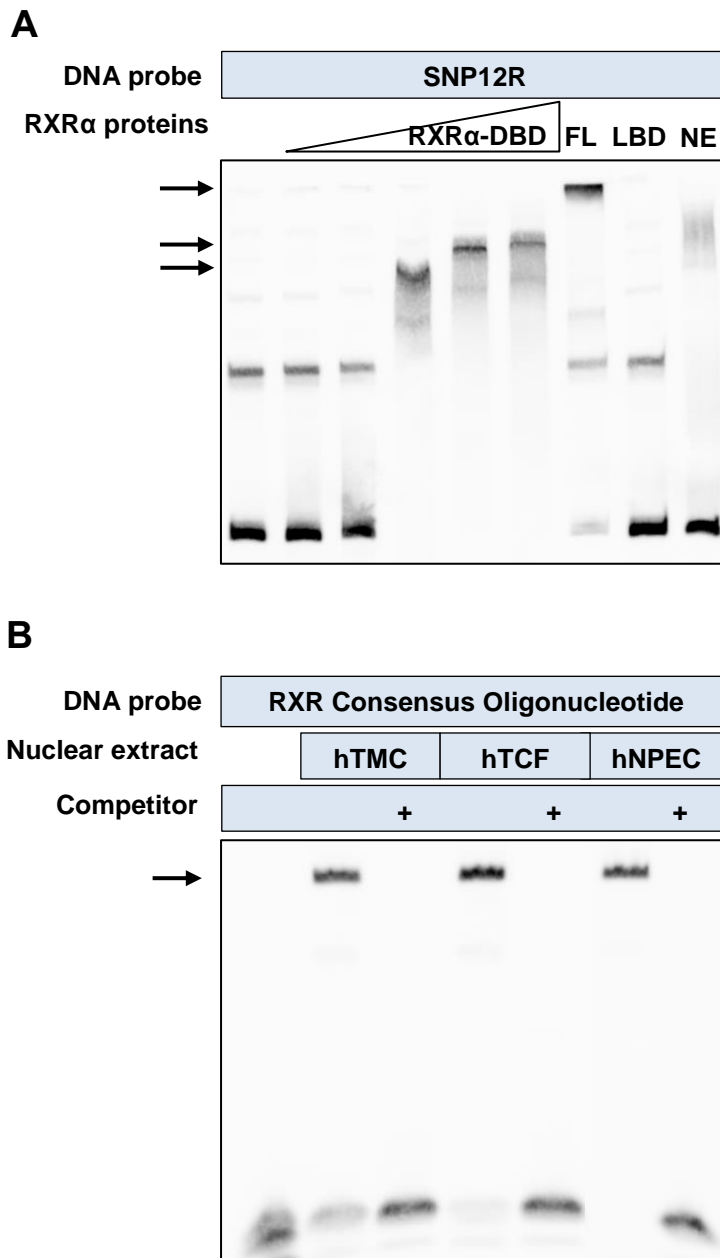 A
DNA probe SNP12R
RXRα proteins RXRα-DBD FL LBD NE
B
DNA probe RXR Consensus Oligonucleotide
Nuclear extract hTMC hTCF hNPEC
Competitor + + +